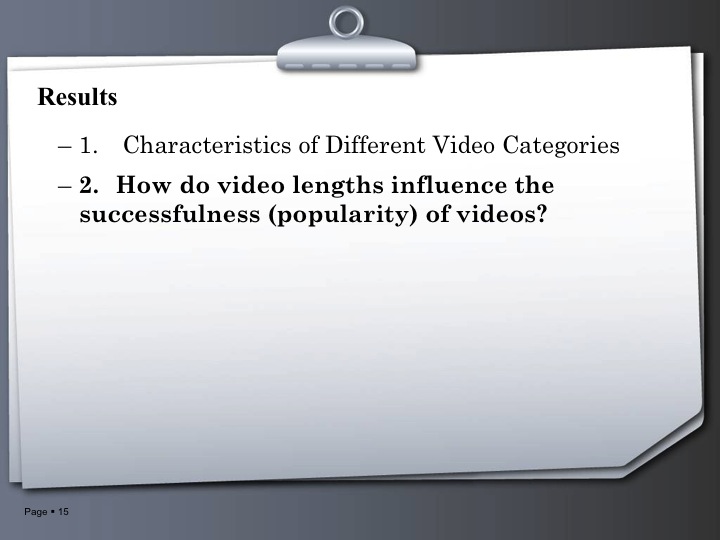 Results
– 1. Characteristics of Different Video Categories
– 2. How do video lengths influence the
successfulness (popularity) of videos?
Page ▪ 15